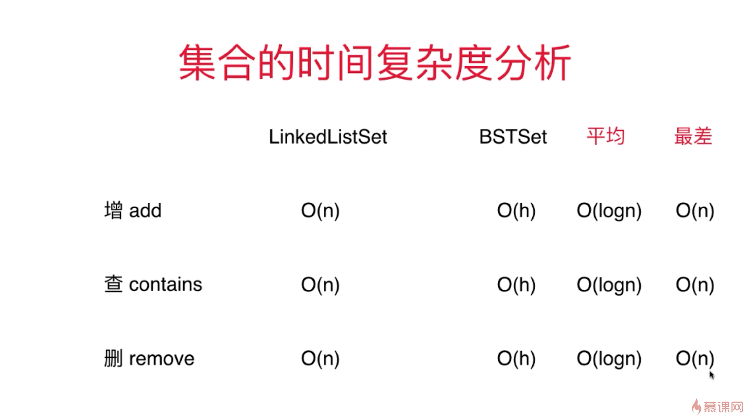 集合的时间复杂度分析
LinkedListSet BSTSet 平均 最差
增 add O(n) O(h) O(logn) O(n)
查 contains O(n) O(h) O(logn) O(n)
删 remove O(n) O(h) O(logn) O(n)
慕课网